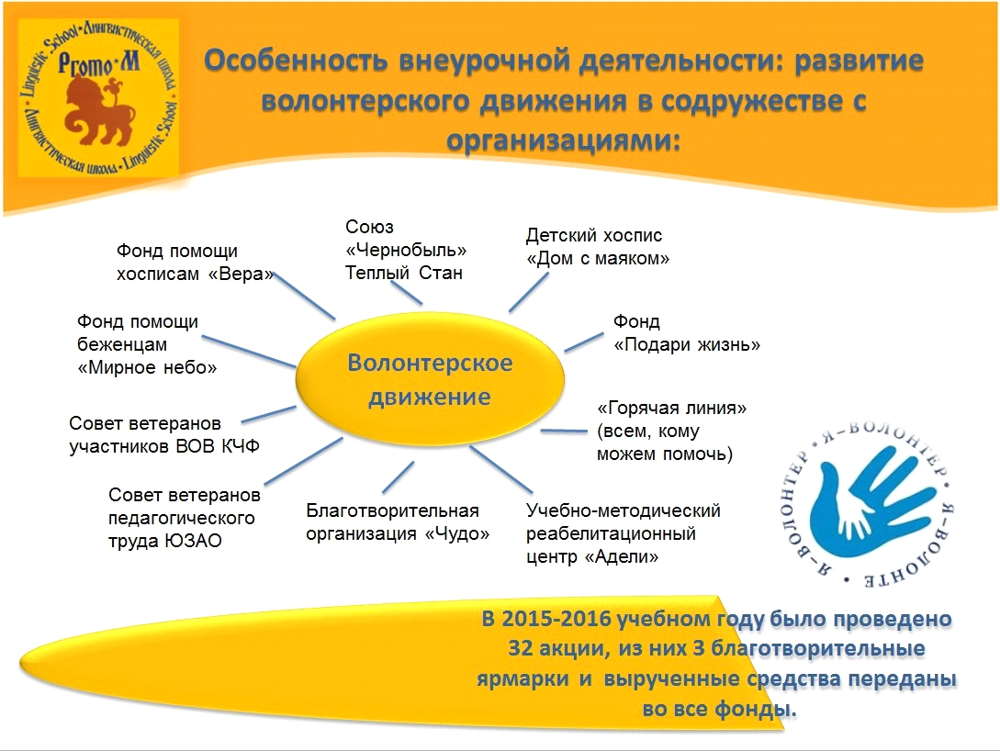 Linguistic School • Лингвистическая школа • Linguistic School • Лингвистическая школа •
Promo*M
Особенность внеурочной деятельности: развитие
волонтерского движения в содружестве с
организациями:
Фонд помощи
хосписам «Вера»
Союз
«Чернобыль»
Теплый Стан
Детский хоспис
«Дом с маяком»
Фонд помощи
беженцам
«Мирное небо»
Фонд
«Подари жизнь»
Волонтерское
движение
Совет ветеранов
участников ВОВ КЧФ
«Горячая линия»
(всем, кому
можем помочь)
Совет ветеранов
педагогического
труда ЮЗАО
Благотворительная
организация «Чудо»
Учебно-методический
реабелитационный
центр «Адели»
Я–ВОЛОНТЕР • Я–ВОЛОНТЕР • Я–ВОЛОНТЕ •
В 2015-2016 учебном году было проведено
32 акции, из них 3 благотворительные
ярмарки и вырученные средства переданы
во все фонды.